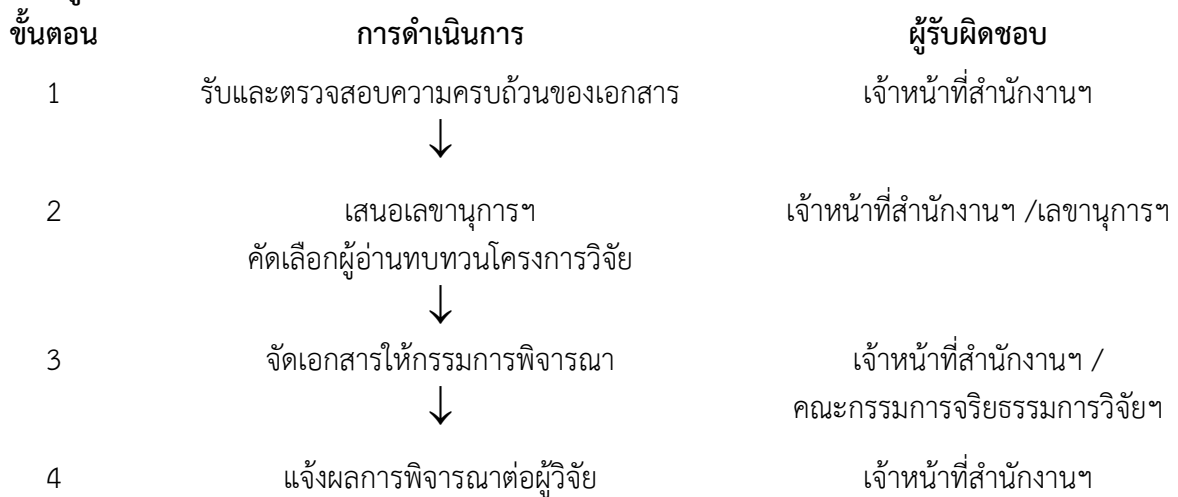 ขั้นตอน การดำเนินการ ผู้รับผิดชอบ
1 รับและตรวจสอบความครบถ้วนของเอกสาร เจ้าหน้าที่สำนักงานฯ
↓
2 เสนอเลขานุการฯ เจ้าหน้าที่สำนักงานฯ /เลขานุการฯ
คัดเลือกผู้อ่านทบทวนโครงการวิจัย
↓
3 จัดเอกสารให้กรรมการพิจารณา เจ้าหน้าที่สำนักงานฯ /
↓ คณะกรรมการจริยธรรมการวิจัยฯ
4 แจ้งผลการพิจารณาต่อผู้วิจัย เจ้าหน้าที่สำนักงานฯ